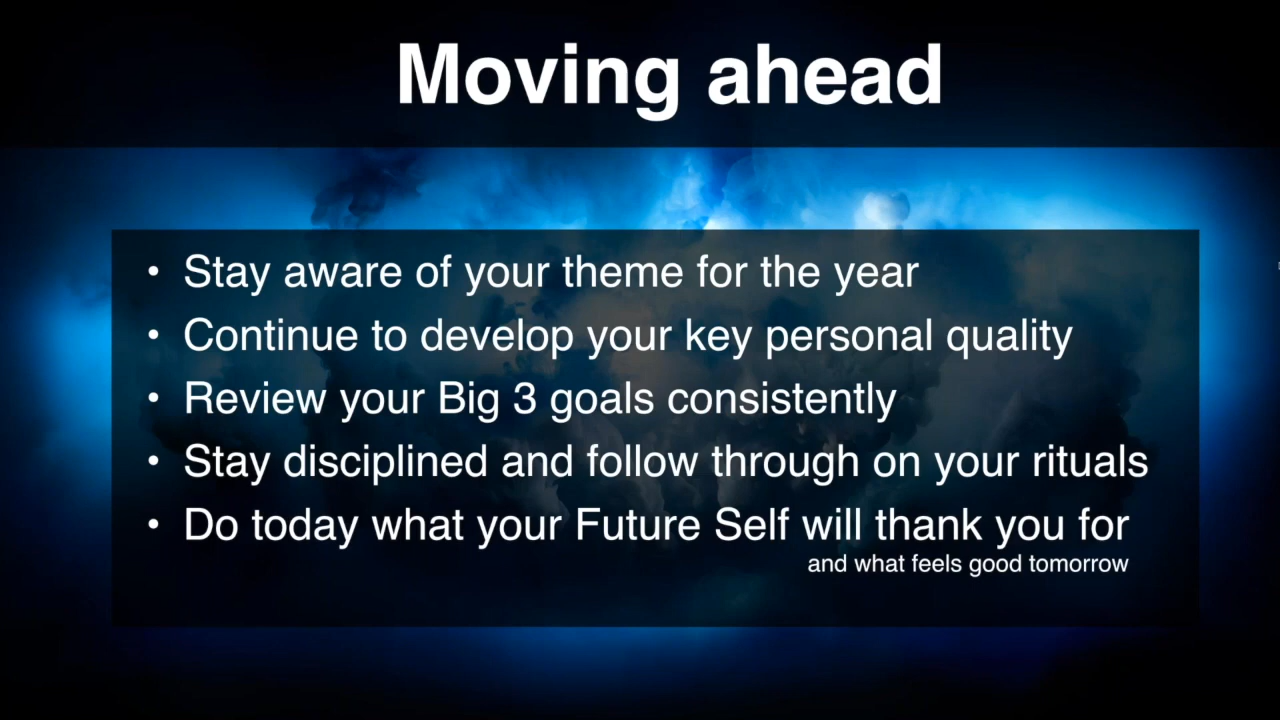 Moving ahead
• Stay aware of your theme for the year
• Continue to develop your key personal quality
• Review your Big 3 goals consistently
• Stay disciplined and follow through on your rituals
• Do today what your Future Self will thank you for
and what feels good tomorrow